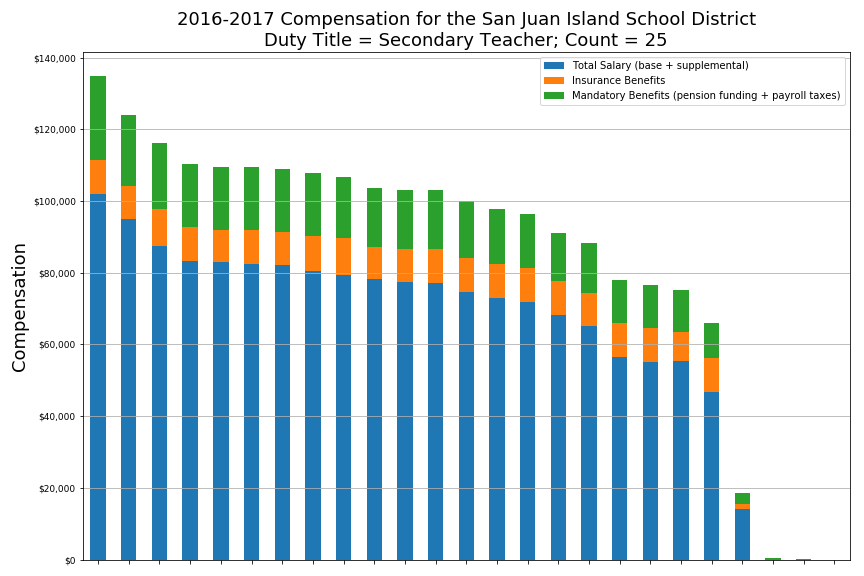 2016-2017 Compensation for the San Juan Island School District
Duty Title = Secondary Teacher; Count = 25
Total Salary (base + supplemental)
Insurance Benefits
Mandatory Benefits (pension funding + payroll taxes)
Compensation
$140,000
$120,000
$100,000
$80,000
$60,000
$40,000
$20,000
$0